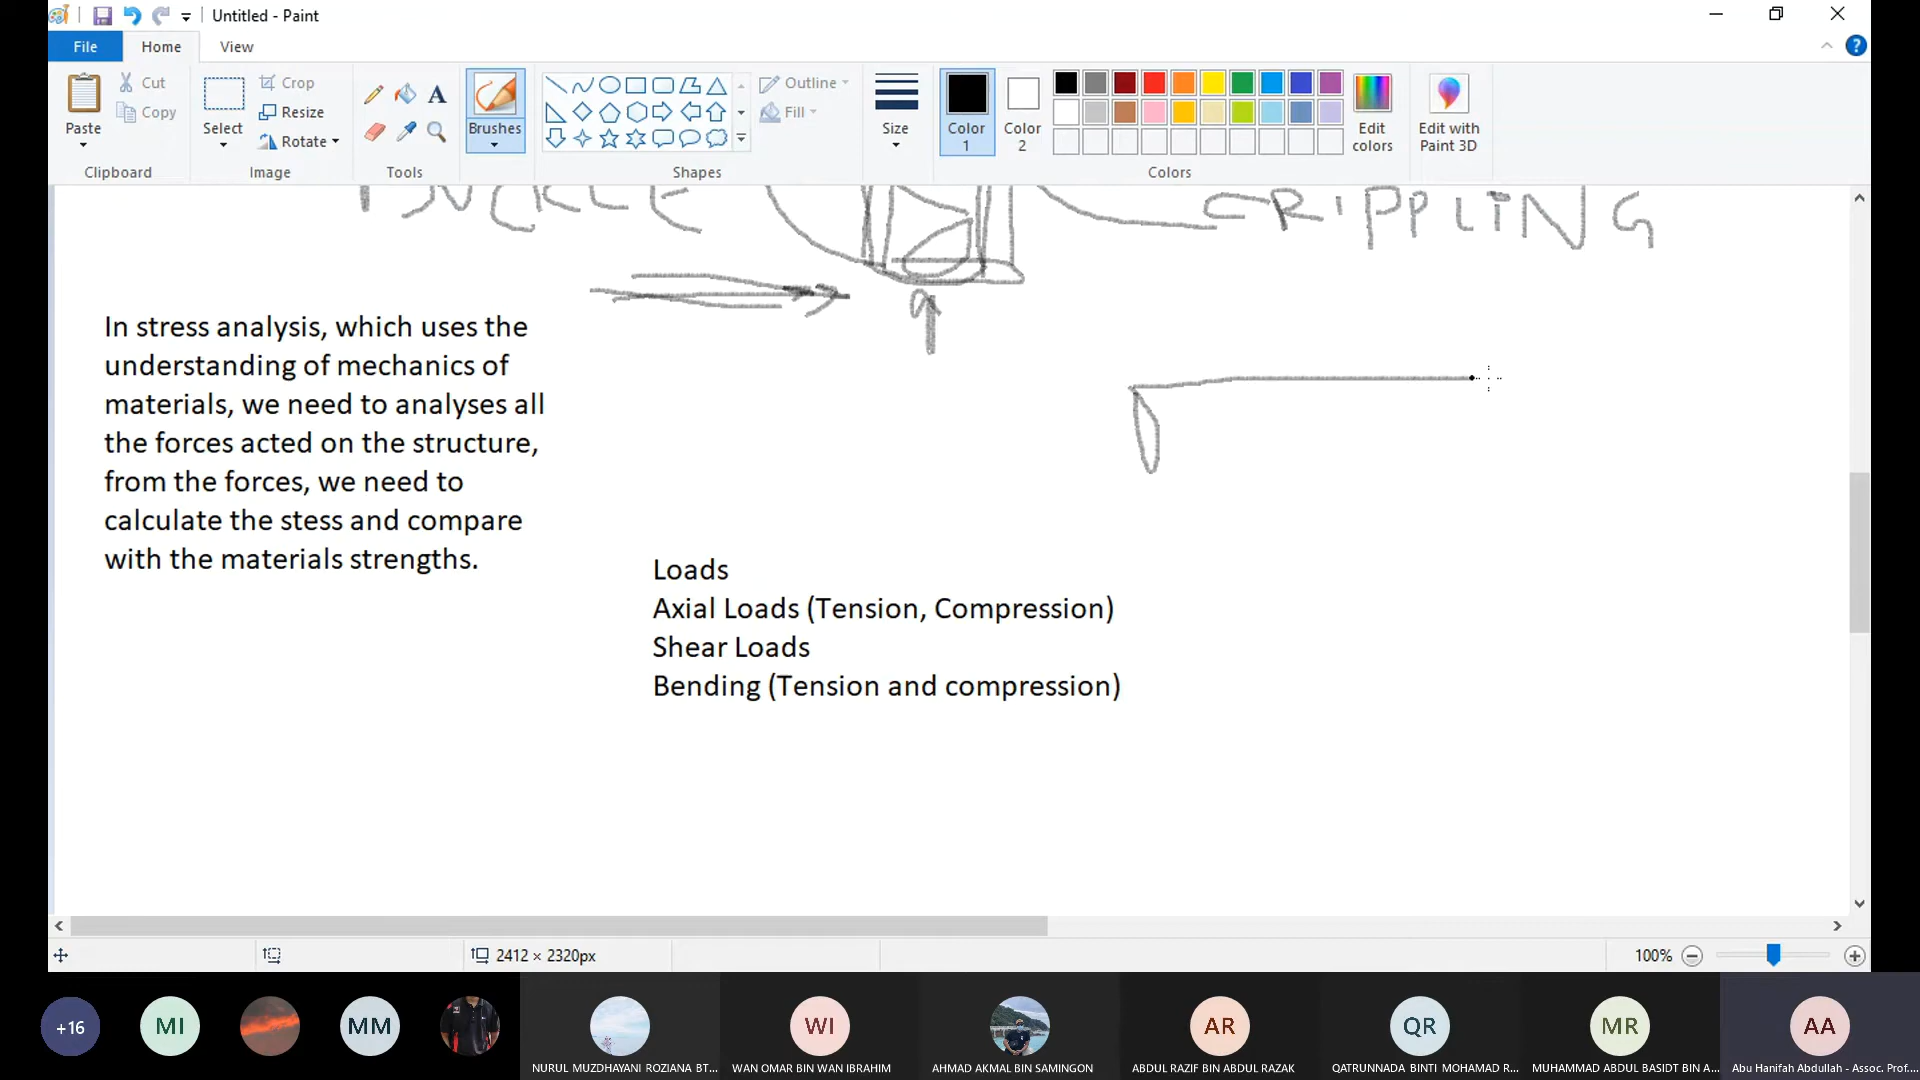 Untitled - Paint
File
Home
View
Paste
Cut
Copy
Clipboard
Select
Crop
Resize
Rotate
Image
A
Tools
Brushes
Outline
Fill
Shapes
Size
Color 1
Color 2
Edit colors
Edit with Paint 3D
Colors
CRIPPLING
In stress analysis, which uses the
understanding of mechanics of
materials, we need to analyses all
the forces acted on the structure,
from the forces, we need to
calculate the stess and compare
with the materials strengths.
Loads
Axial Loads (Tension, Compression)
Shear Loads
Bending (Tension and compression)
2412 × 2320px
100%
+16
MI
MM
WI
AR
QR
MR
AA
NURUL MUZDHAYANI ROZIANA BT...
WAN OMAR BIN WAN IBRAHIM
AHMAD AKMAL BIN SAMINGON
ABDUL RAZIF BIN ABDUL RAZAK
QATRUNNADA BINTI MOHAMAD R...
MUHAMMAD ABDUL BASIDT BIN A...
Abu Hanifah Abdullah - Assoc. Prof....